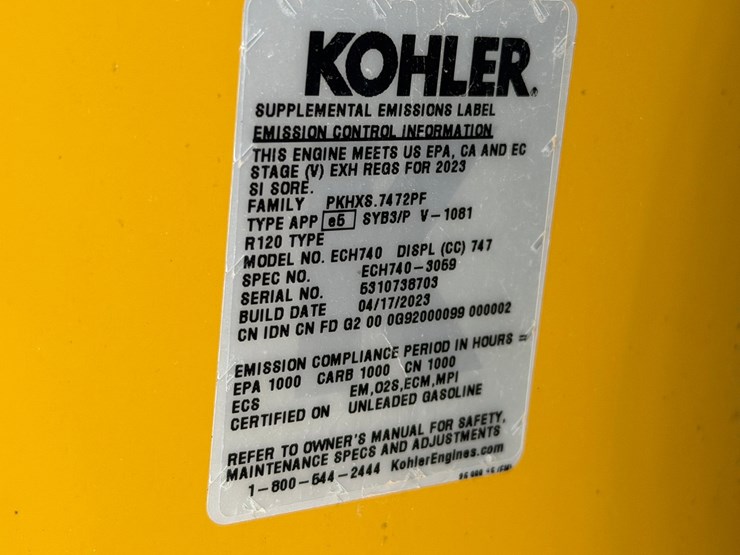 KOHLER.
SUPPLEMENTAL EMISSIONS LABEL
EMISSION CONTROL INFORMATION
THIS ENGINE MEETS US EPA, CA AND EC
STAGE (V) EXH REGS FOR 2023
SI SORE.
FAMILY PKHXS.7472PF
TYPE APP e5 SYB3/P V-1081
R120 TYPE
MODEL NO. ECH740 DISPL (CC) 747
SPEC NO. ECH740-3059
SERIAL NO. 5310738703
BUILD DATE 04/17/2023
CN IDN CN FD G2 00 0G92000099 000002
EMISSION COMPLIANCE PERIOD IN HOURS =
EPA 1000 CARB 1000 CN 1000
ECS EM,O2S,ECM,MPI
CERTIFIED ON UNLEADED GASOLINE
REFER TO OWNER'S MANUAL FOR SAFETY,
MAINTENANCE SPECS AND ADJUSTMENTS
1-800-544-2444 KohlerEngines.com